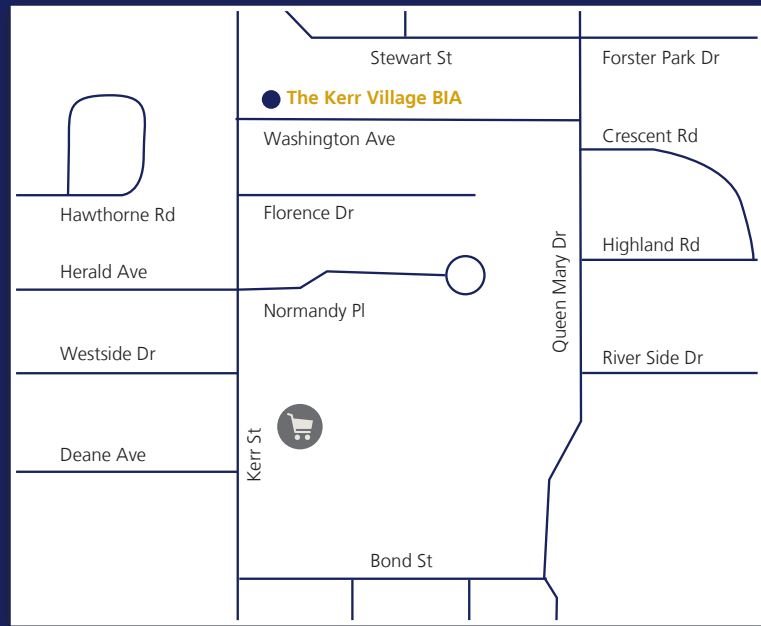 Stewart St
Forster Park Dr
The Kerr Village BIA
Washington Ave
Crescent Rd
Hawthorne Rd
Florence Dr
Queen Mary Dr
Highland Rd
Herald Ave
Normandy Pl
Westside Dr
River Side Dr
Kerr St
Deane Ave
Bond St